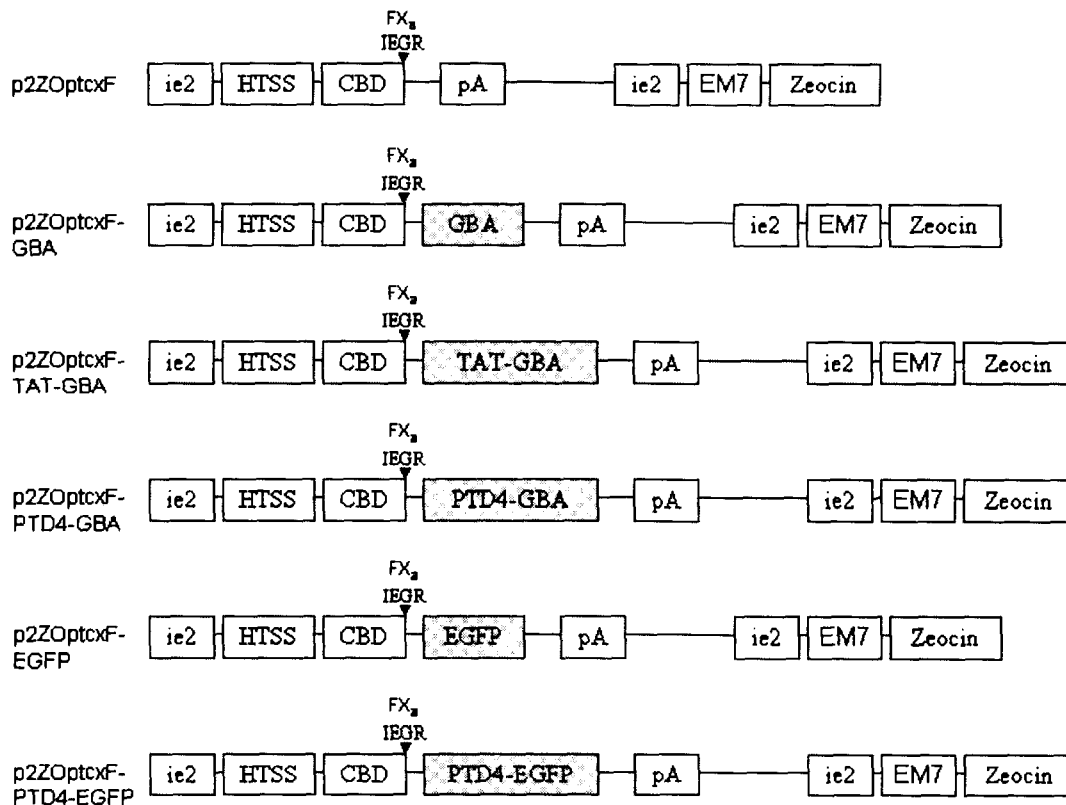 FXa
IEGR
p2ZOptcxF ie2 HTSS CBD pA ie2 EM7 Zeocin
FXa
IEGR
p2ZOptcxF-
GBA ie2 HTSS CBD GBA pA ie2 EM7 Zeocin
FXa
IEGR
p2ZOptcxF-
TAT-GBA ie2 HTSS CBD TAT-GBA pA ie2 EM7 Zeocin
FXa
IEGR
p2ZOptcxF-
PTD4-GBA ie2 HTSS CBD PTD4-GBA pA ie2 EM7 Zeocin
FXa
IEGR
p2ZOptcxF-
EGFP ie2 HTSS CBD EGFP pA ie2 EM7 Zeocin
FXa
IEGR
p2ZOptcxF-
PTD4-EGFP ie2 HTSS CBD PTD4-EGFP pA ie2 EM7 Zeocin